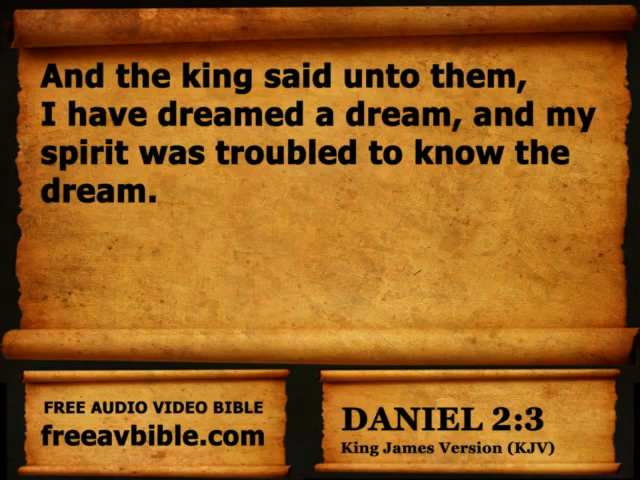 And the king said unto them,
I have dreamed a dream, and my
spirit was troubled to know the
dream.
FREE AUDIO VIDEO BIBLE
freeavbible.com
DANIEL 2:3
King James Version (KJV)